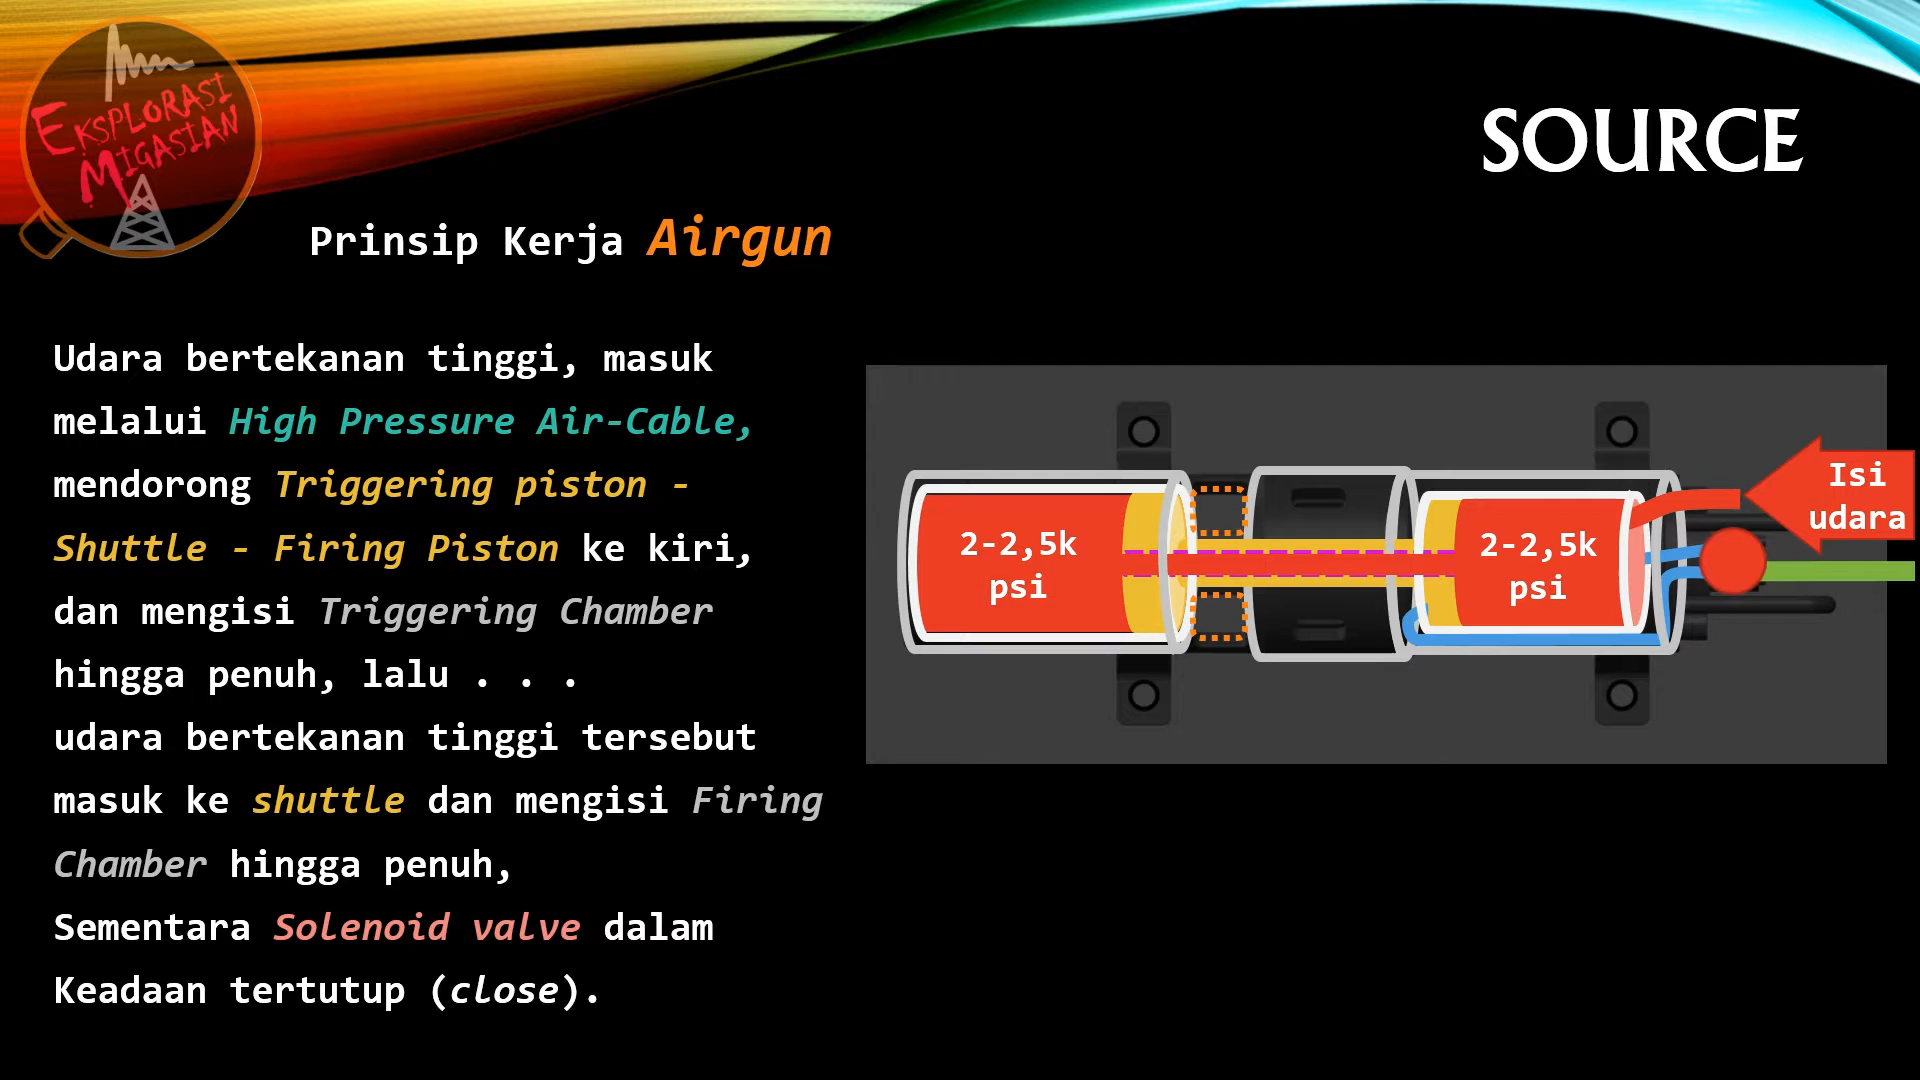 EKSPLORASI
MIGASIAN
SOURCE
Prinsip Kerja Airgun
Udara bertekanan tinggi, masuk
melalui High Pressure Air-Cable,
mendorong Triggering piston -
Shuttle - Firing Piston ke kiri,
dan mengisi Triggering Chamber
hingga penuh, lalu . . .
udara bertekanan tinggi tersebut
masuk ke shuttle dan mengisi Firing
Chamber hingga penuh,
Sementara Solenoid valve dalam
Keadaan tertutup (close).
2-2,5k
psi
2-2,5k
psi
Isi
udara